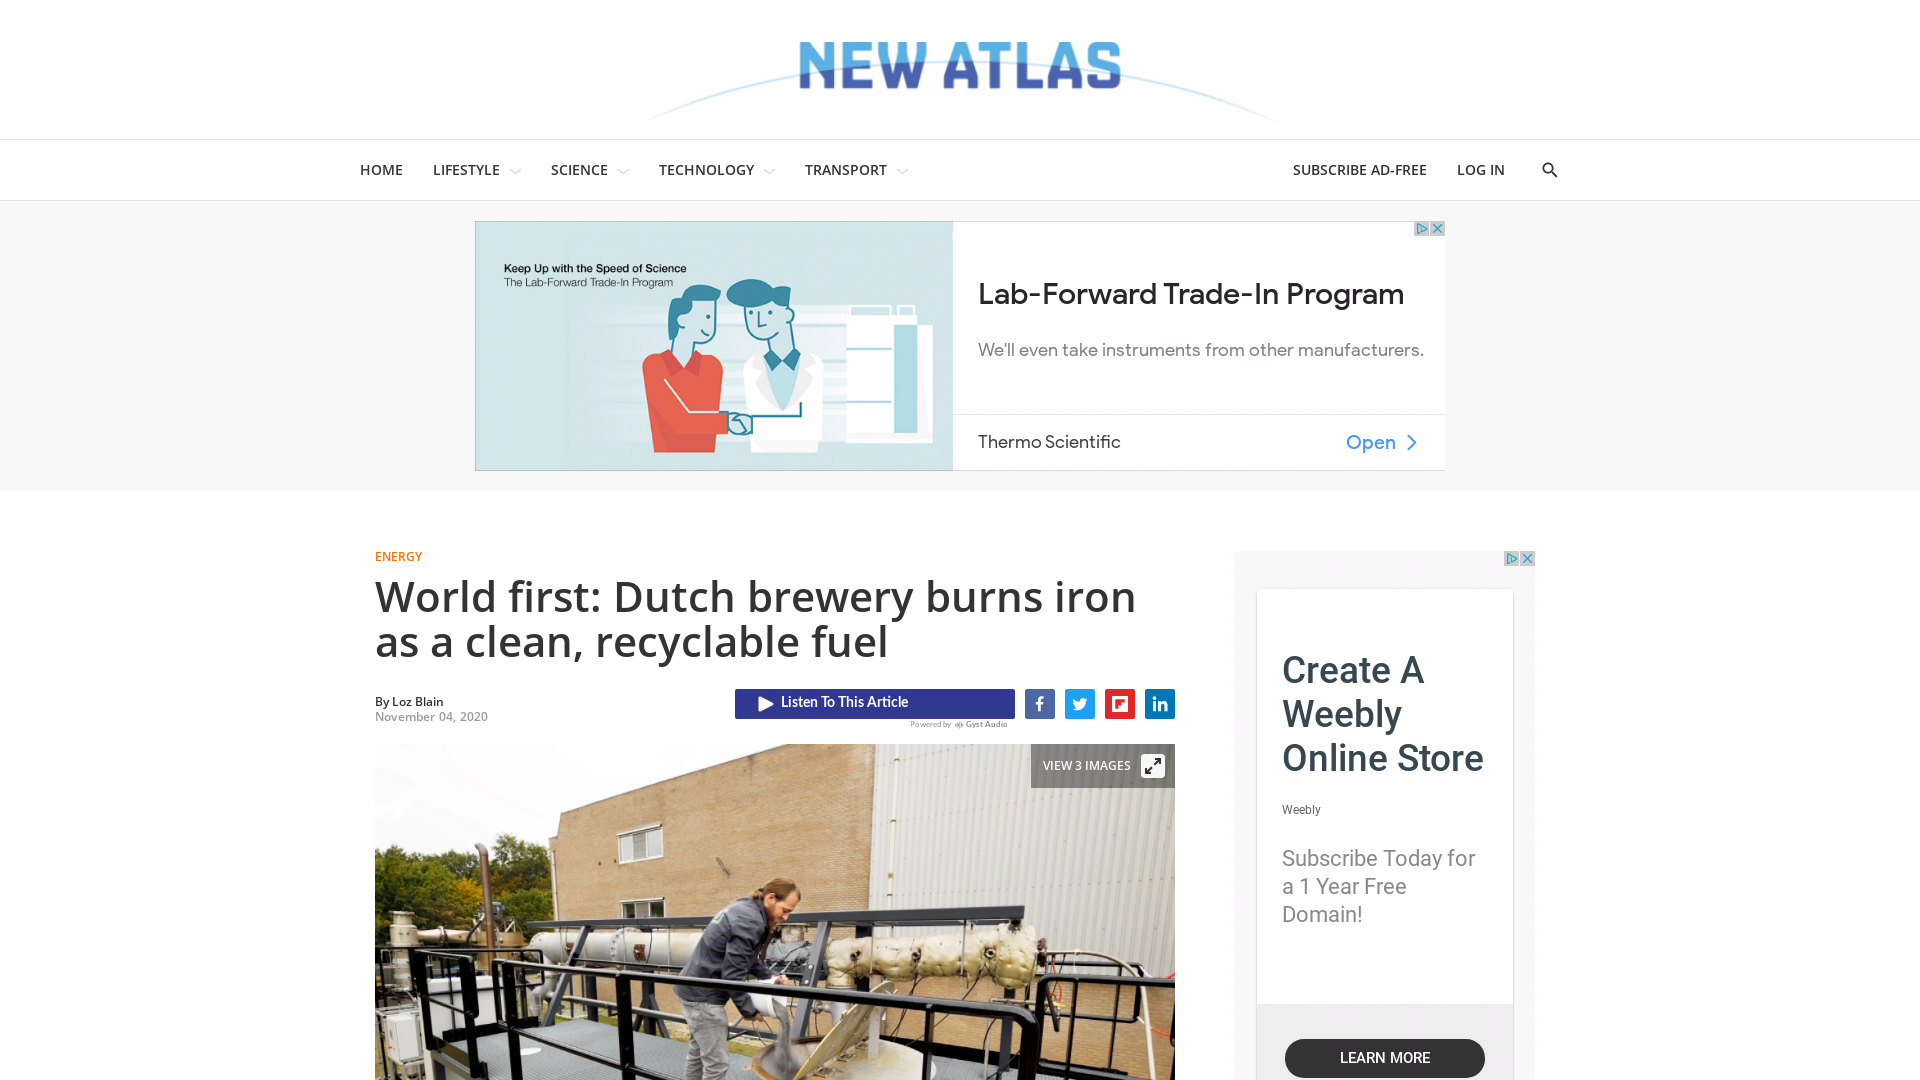 NEW ATLAS
HOME
LIFESTYLE
SCIENCE
TECHNOLOGY
TRANSPORT
SUBSCRIBE AD-FREE
LOG IN
Keep Up with the Speed of Science
The Lab-Forward Trade-In Program
Lab-Forward Trade-In Program
We'll even take instruments from other manufacturers.
Thermo Scientific
Open
ENERGY
World first: Dutch brewery burns iron
as a clean, recyclable fuel
By Loz Blain
November 04, 2020
Listen To This Article
Powered by Gyst Audio
VIEW 3 IMAGES
Create A
Weebly
Online Store
Weebly
Subscribe Today for
a 1 Year Free
Domain!
LEARN MORE